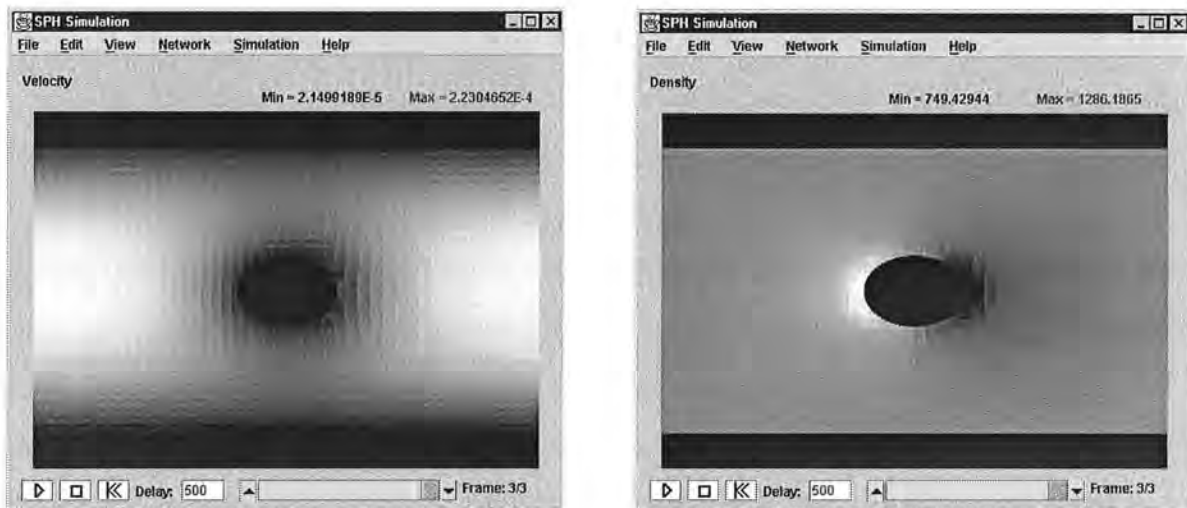 SPH Simulation
File Edit View Network Simulation Help
Velocity
Min = 2.1499189E-5 Max = 2.2304652E-4
Delay: 500 Frame: 3/3
SPH Simulation
File Edit View Network Simulation Help
Density
Min = 749.42944 Max = 1286.1865
Delay: 500 Frame: 3/3